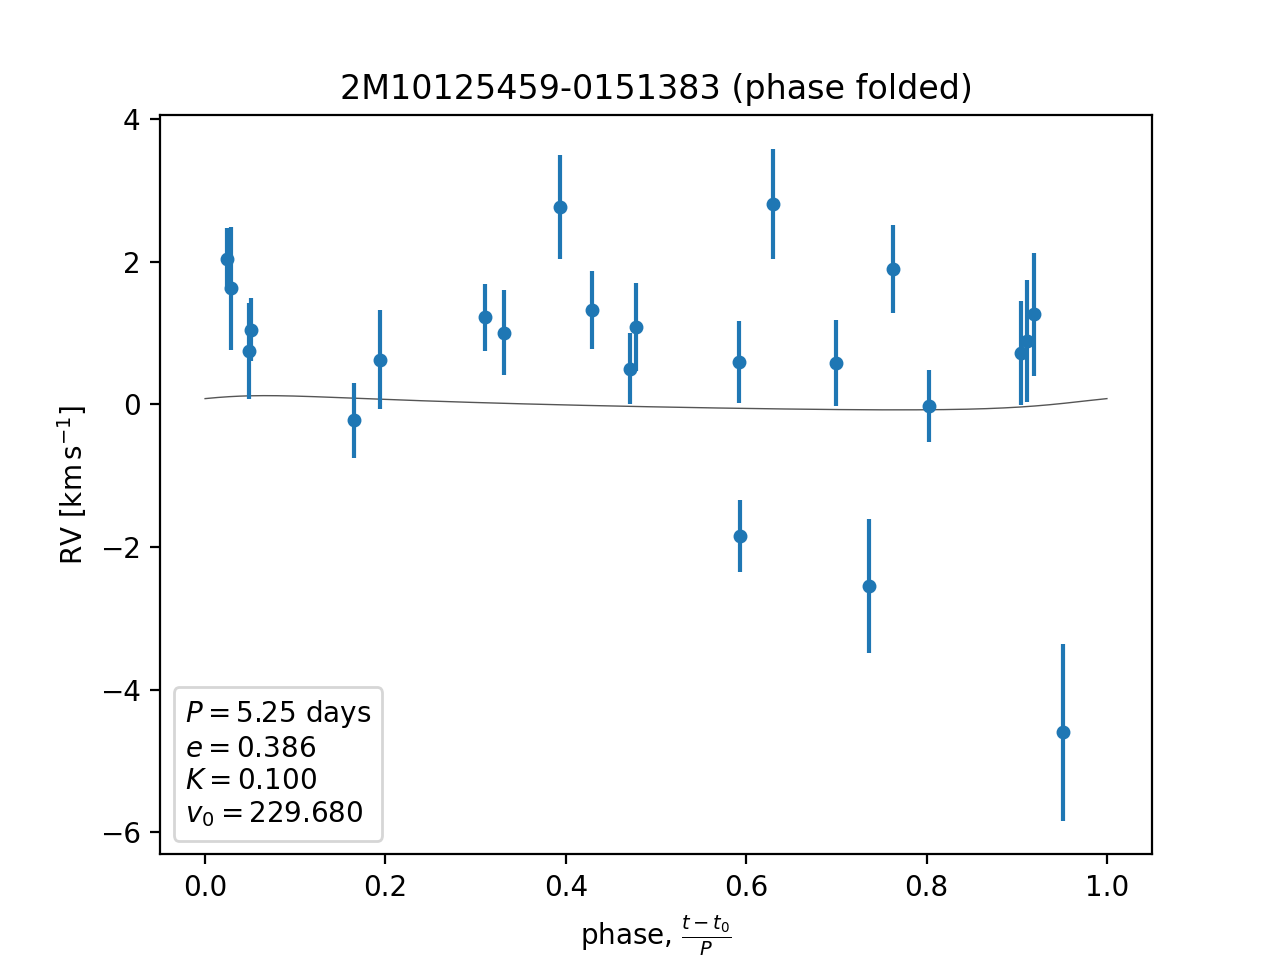 2M10125459-0151383 (phase folded)
4
2
0
−2
−4
−6
RV [km s⁻¹]
P = 5.25 days
e = 0.386
K = 0.100
v₀ = 229.680
0.0 0.2 0.4 0.6 0.8 1.0
phase, (t − t₀)/P